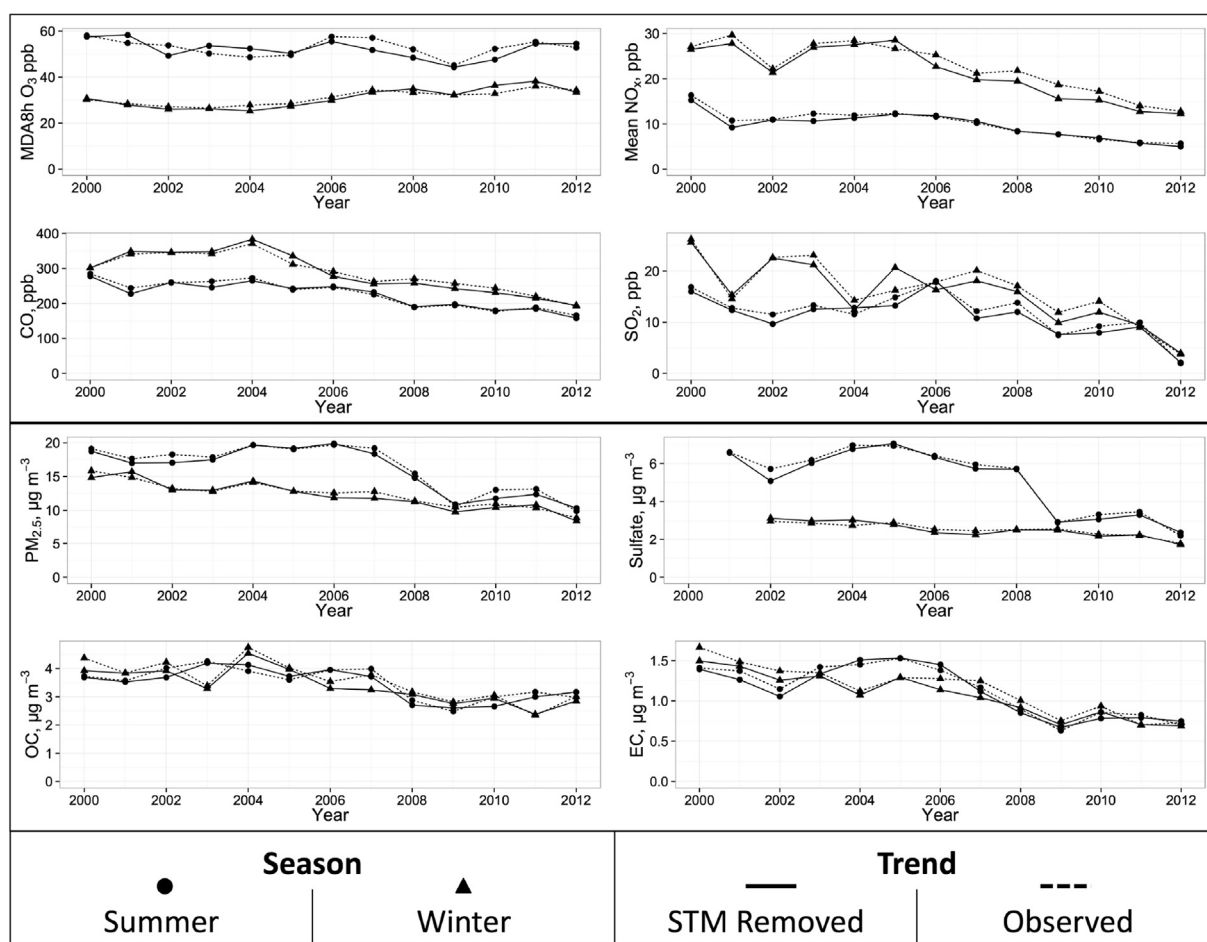 MDA8h O3 ppb
60
40
20
0
2000 2002 2004 2006 2008 2010 2012
Year
Mean NOx, ppb
30
20
10
0
2000 2002 2004 2006 2008 2010 2012
Year
CO, ppb
400
300
200
100
0
2000 2002 2004 2006 2008 2010 2012
Year
SO2, ppb
20
10
0
2000 2002 2004 2006 2008 2010 2012
Year
PM2.5, µg m−3
20
15
10
5
0
2000 2002 2004 2006 2008 2010 2012
Year
Sulfate, µg m−3
6
4
2
0
2000 2002 2004 2006 2008 2010 2012
Year
OC, µg m−3
4
3
2
1
0
2000 2002 2004 2006 2008 2010 2012
Year
EC, µg m−3
1.5
1.0
0.5
0.0
2000 2002 2004 2006 2008 2010 2012
Year
Season
Summer Winter
Trend
STM Removed Observed